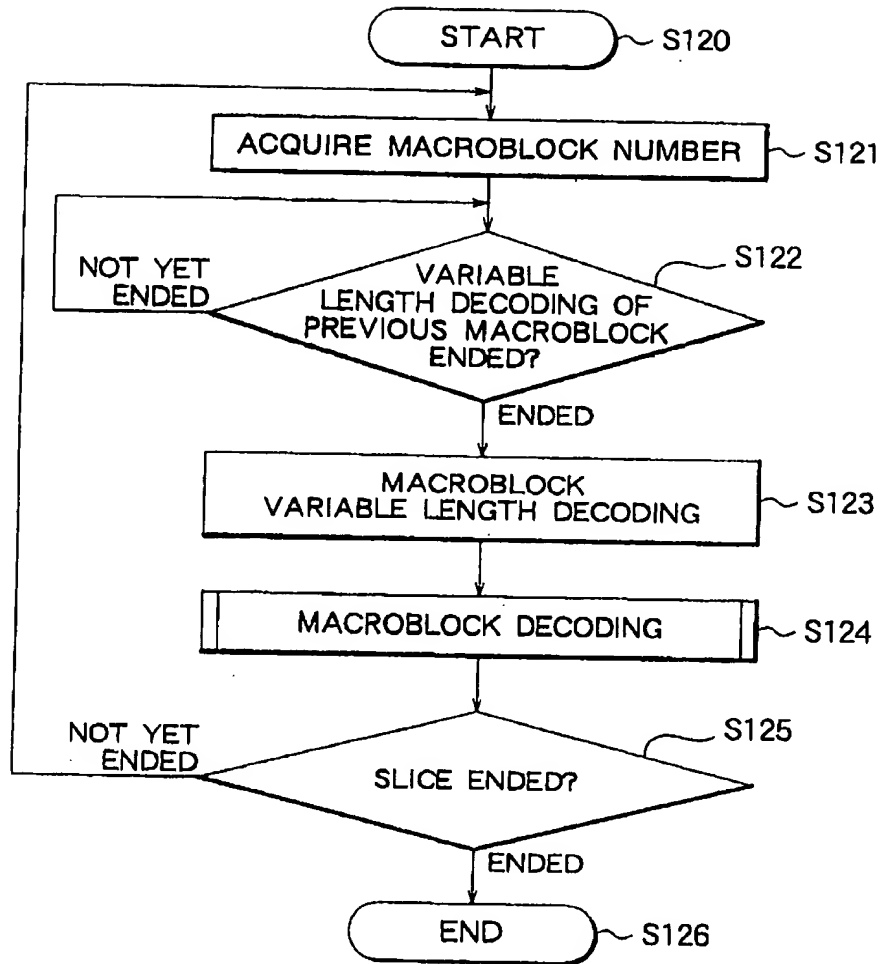 START
S120
ACQUIRE MACROBLOCK NUMBER
S121
NOT YET
ENDED
VARIABLE
LENGTH DECODING OF
PREVIOUS MACROBLOCK
ENDED?
S122
ENDED
MACROBLOCK
VARIABLE LENGTH DECODING
S123
MACROBLOCK DECODING
S124
NOT YET
ENDED
SLICE ENDED?
S125
ENDED
END
S126